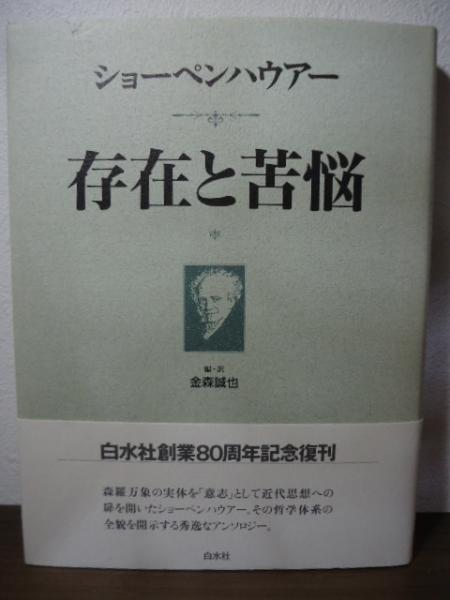 ショーペンハウアー
存在と苦悩
編・訳
金森誠也
白水社創業80周年記念復刊
森羅万象の実体を「意志」として近代思想への
扉を開いたショーペンハウアー。その哲学体系の
全貌を開示する秀逸なアンソロジー。
白水社